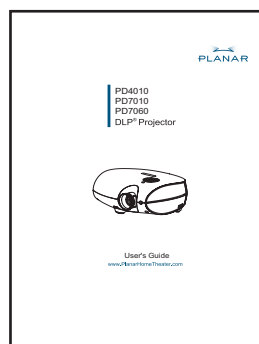 PLANAR
PD4010
PD7010
PD7060
DLP® Projector
User's Guide
www.PlanarHomeTheater.com